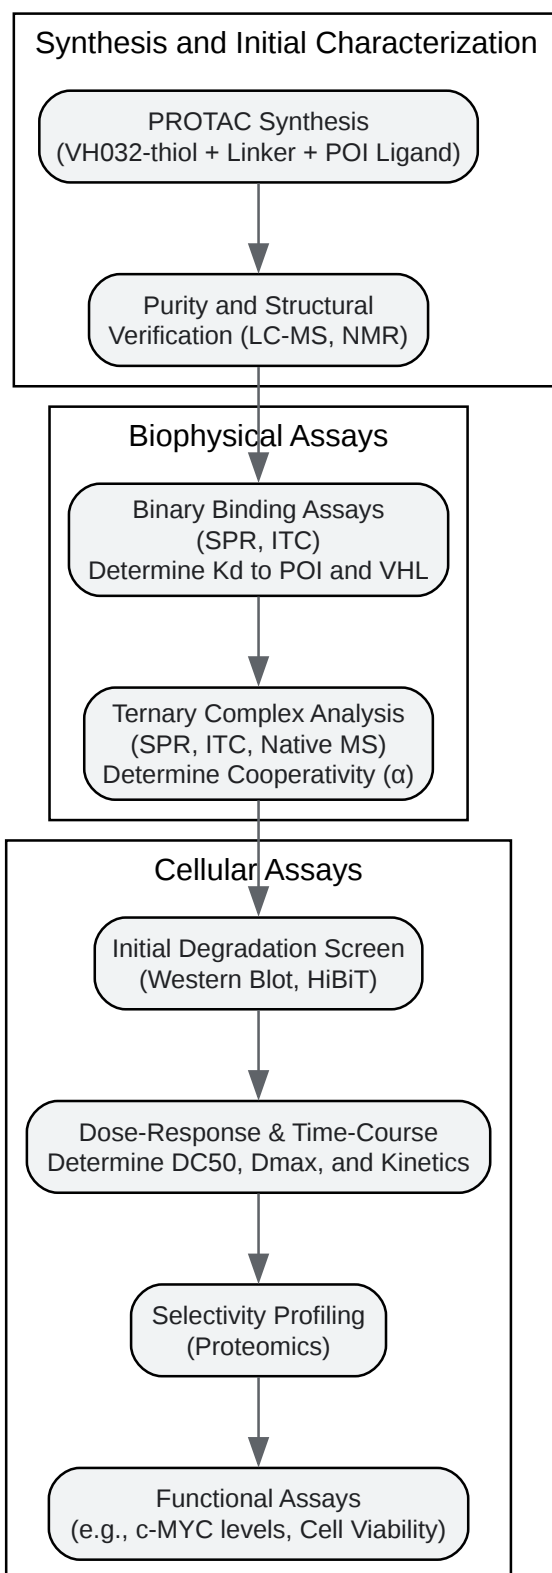 Synthesis and Initial Characterization
PROTAC Synthesis
(VH032-thiol + Linker + POI Ligand)
Purity and Structural
Verification (LC-MS, NMR)
Biophysical Assays
Binary Binding Assays
(SPR, ITC)
Determine Kd to POI and VHL
Ternary Complex Analysis
(SPR, ITC, Native MS)
Determine Cooperativity (α)
Cellular Assays
Initial Degradation Screen
(Western Blot, HiBiT)
Dose-Response & Time-Course
Determine DC50, Dmax, and Kinetics
Selectivity Profiling
(Proteomics)
Functional Assays
(e.g., c-MYC levels, Cell Viability)